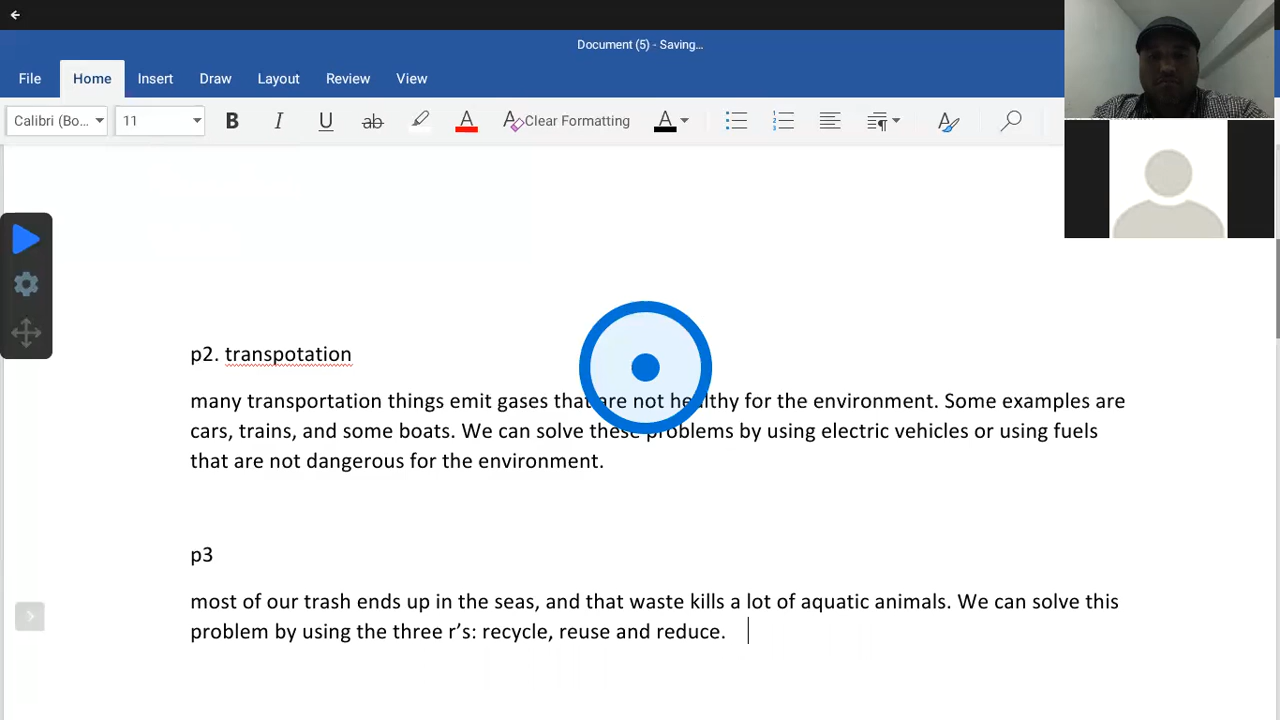 Document (5) - Saving...
File Home Insert Draw Layout Review View
Calibri (Bo... 11 B I U ab A Clear Formatting A
p2. transpotation
many transportation things emit gases that are not healthy for the environment. Some examples are
cars, trains, and some boats. We can solve these problems by using electric vehicles or using fuels
that are not dangerous for the environment.
p3
most of our trash ends up in the seas, and that waste kills a lot of aquatic animals. We can solve this
problem by using the three r’s: recycle, reuse and reduce.